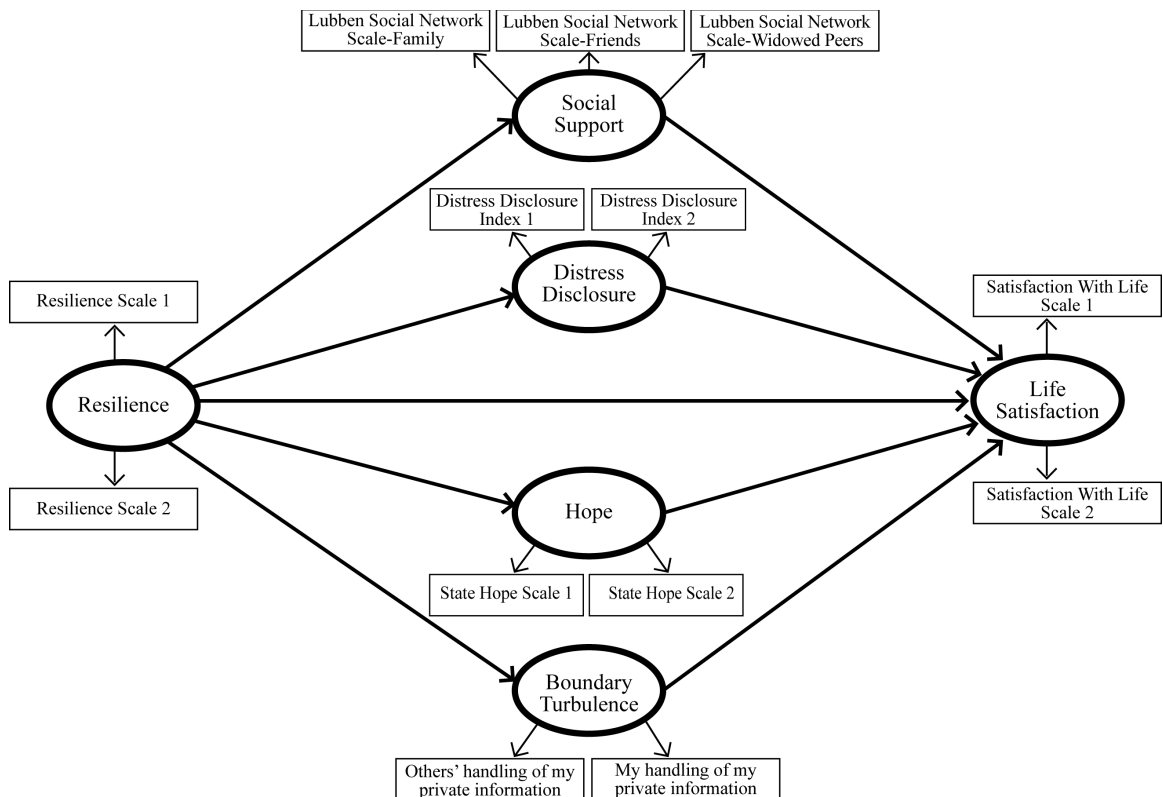 Lubben Social Network
Scale-Family
Lubben Social Network
Scale-Friends
Lubben Social Network
Scale-Widowed Peers
Social
Support
Distress Disclosure
Index 1
Distress Disclosure
Index 2
Distress
Disclosure
Resilience Scale 1
Resilience
Resilience Scale 2
Satisfaction With Life
Scale 1
Life
Satisfaction
Satisfaction With Life
Scale 2
Hope
State Hope Scale 1
State Hope Scale 2
Boundary
Turbulence
Others’ handling of my
private information
My handling of my
private information